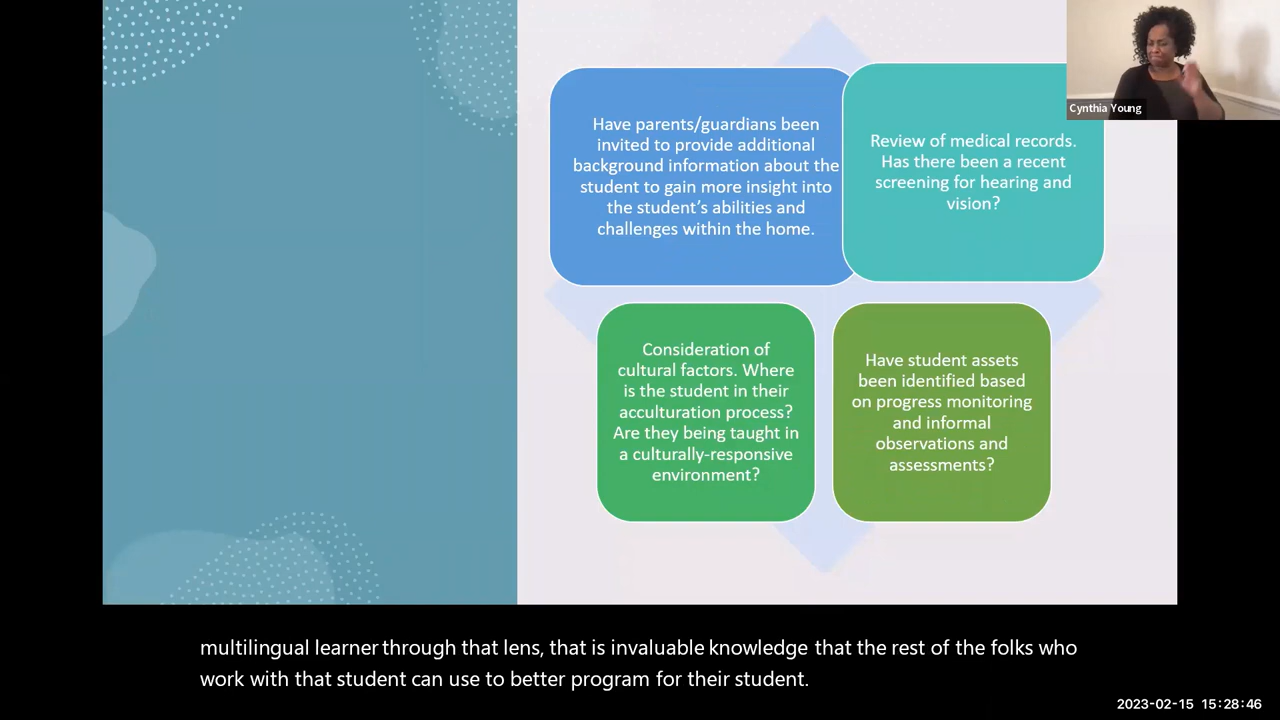 Have parents/guardians been
invited to provide additional
background information about the
student to gain more insight into
the student's abilities and
challenges within the home.
Review of medical records.
Has there been a recent
screening for hearing and
vision?
Cynthia Young
Consideration of
cultural factors. Where
is the student in their
acculturation process?
Are they being taught in
a culturally-responsive
environment?
Have student assets
been identified based
on progress monitoring
and informal
observations and
assessments?
multilingual learner through that lens, that is invaluable knowledge that the rest of the folks who
work with that student can use to better program for their student.
2023-02-15 15:28:46